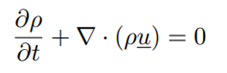 ∂ρ/∂t + ∇ · (ρu̲) = 0